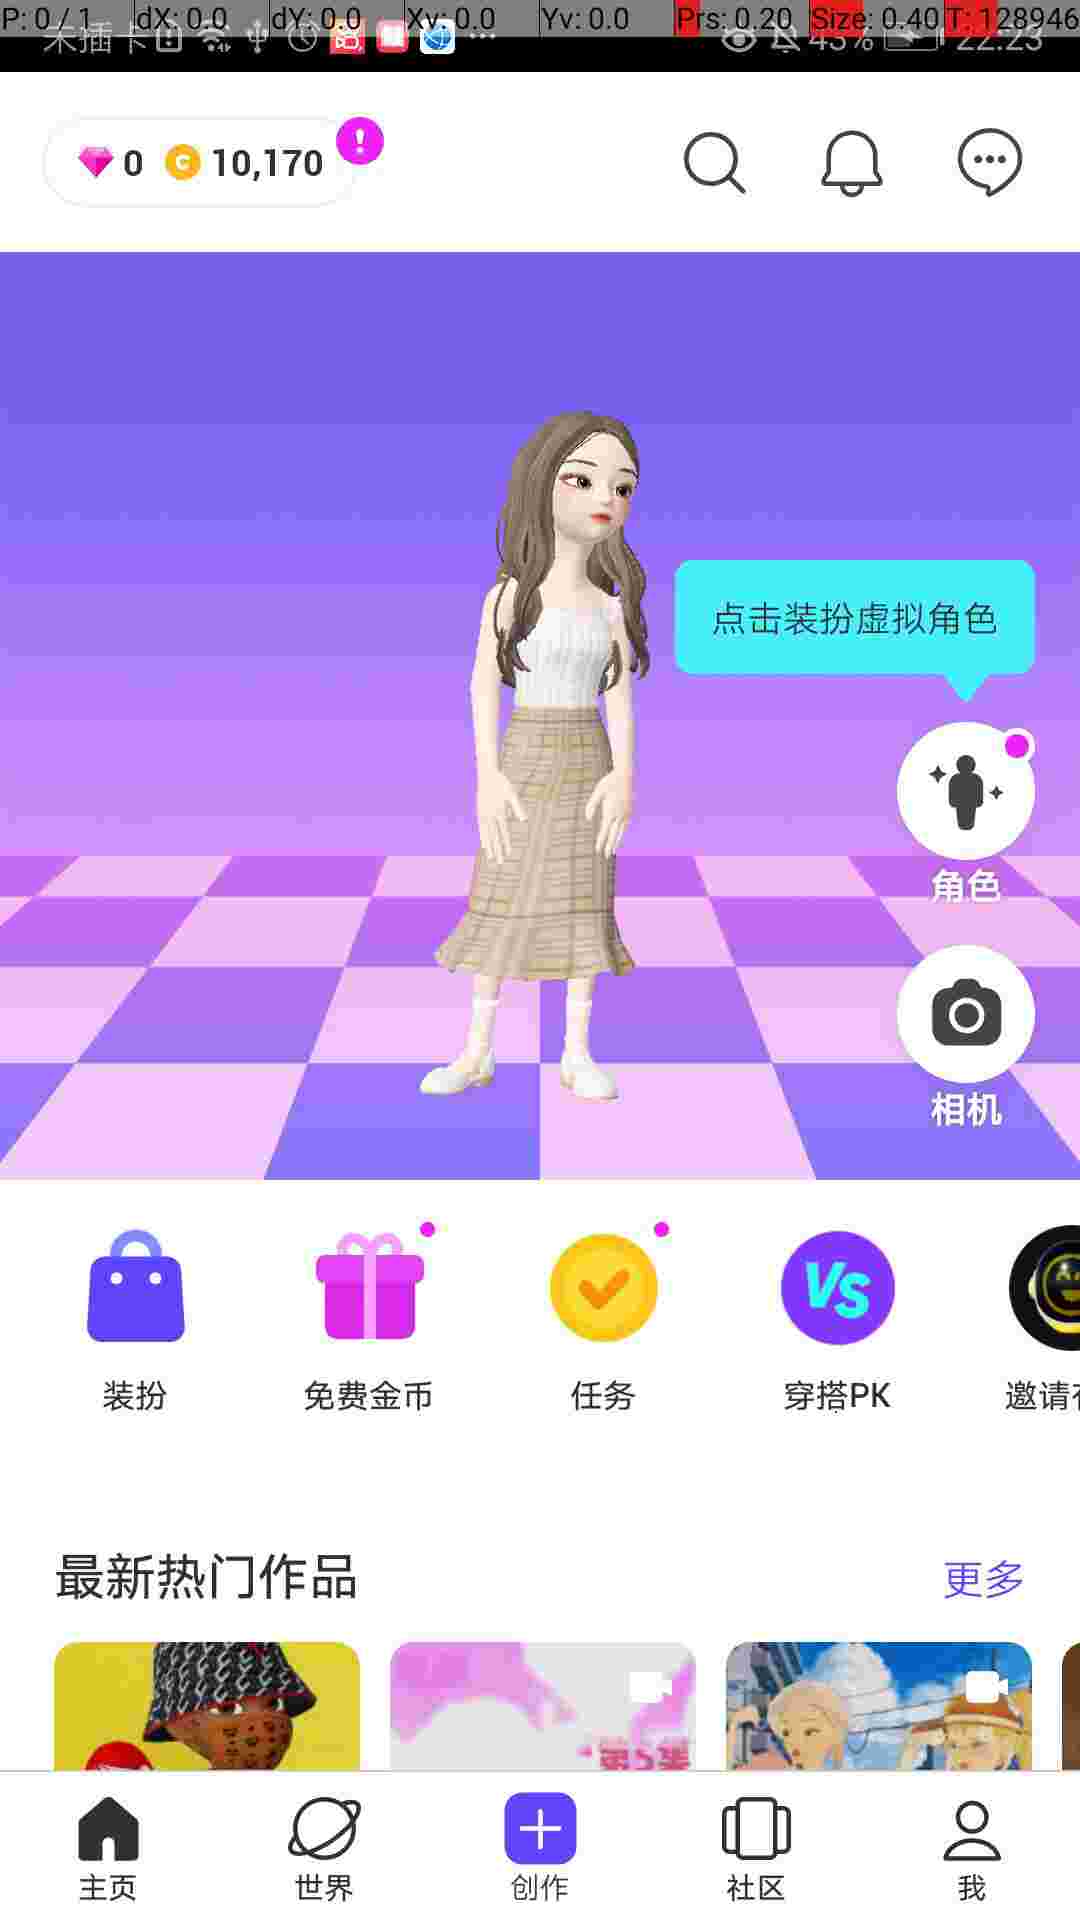 P: 0 / 1 dX: 0.0 dY: 0.0 Xv: 0.0 Yv: 0.0 Prs: 0.20 Size: 0.40 T: 128946
未插卡 43% 22:23
0 10,170
点击装扮虚拟角色
角色
相机
装扮 免费金币 任务 穿搭PK 邀请
最新热门作品 更多
第5集
主页 世界 创作 社区 我